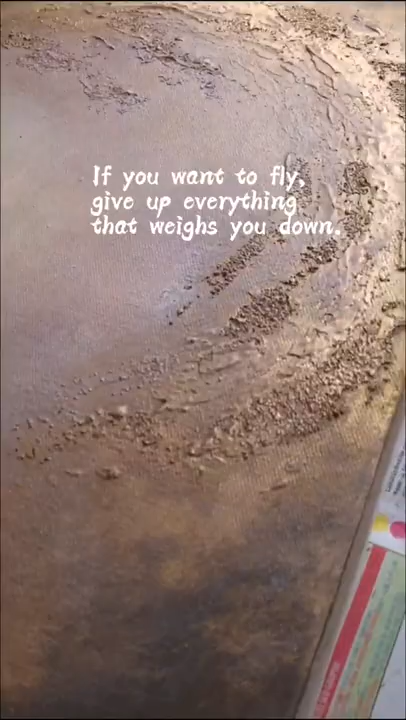 If you want to fly,
give up everything
that weighs you down.